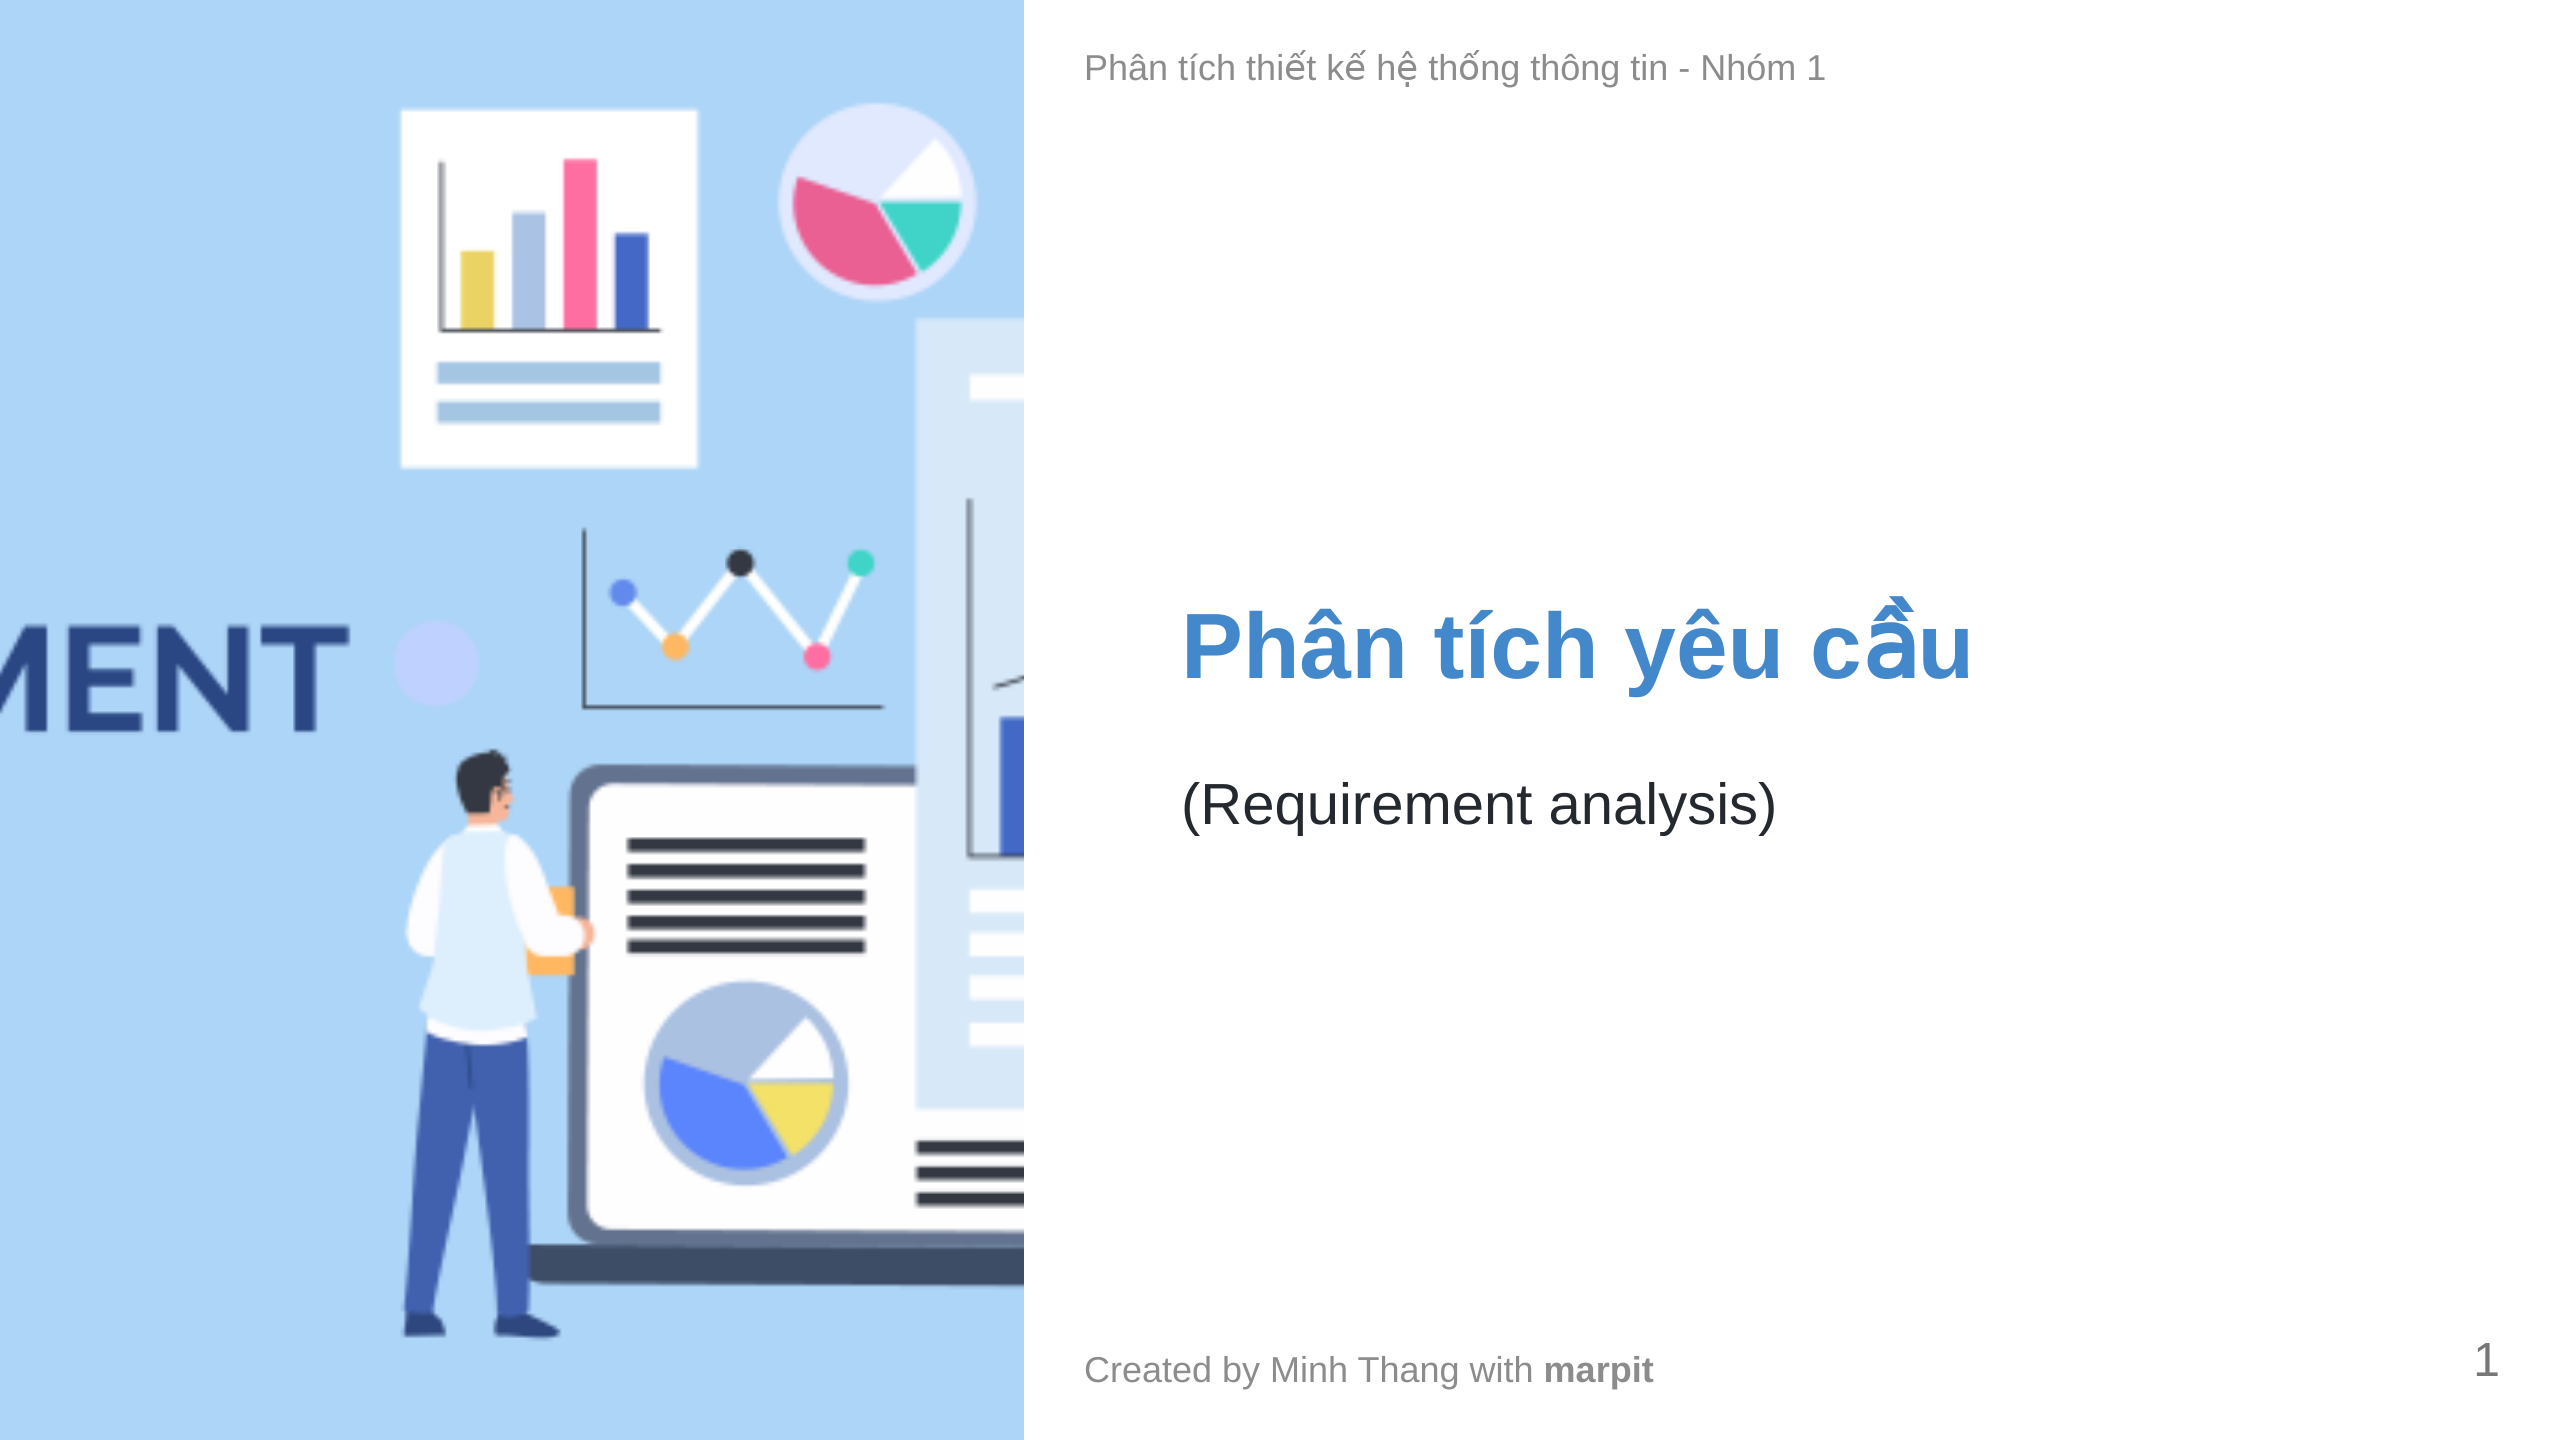 Phân tích thiết kế hệ thống thông tin - Nhóm 1
MENT
Phân tích yêu cầu
(Requirement analysis)
Created by Minh Thang with marpit
1